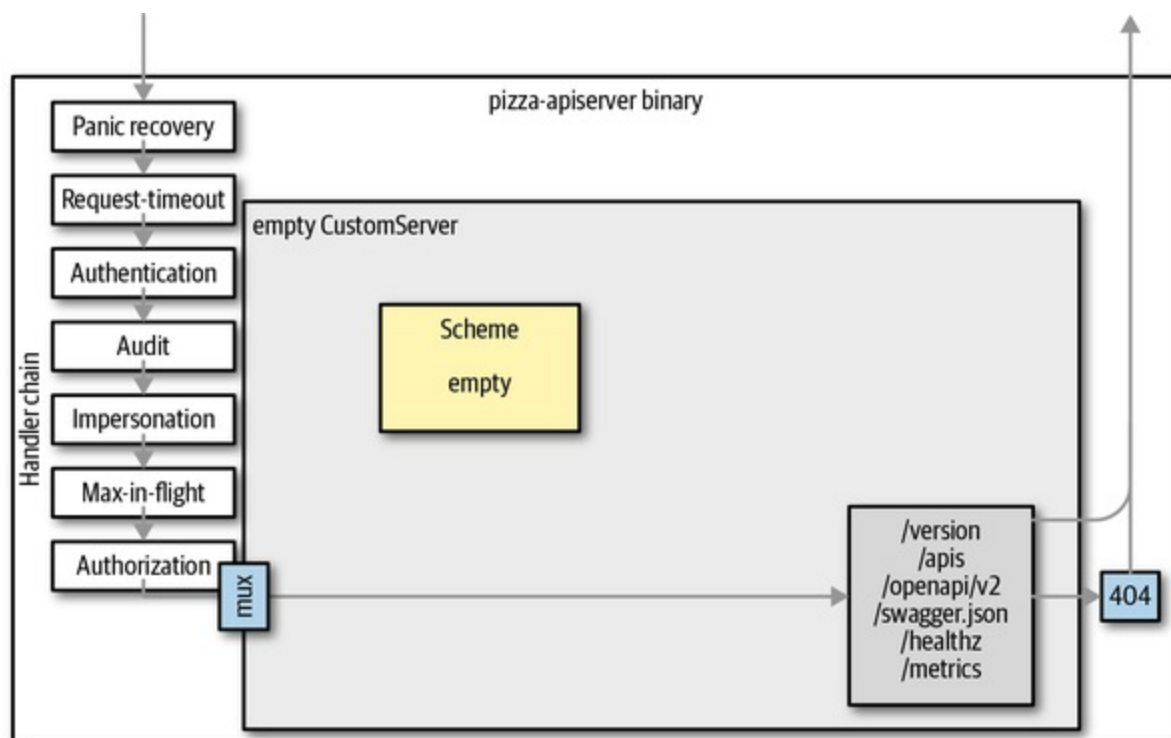 pizza-apiserver binary
Handler chain
Panic recovery
Request-timeout
Authentication
Audit
Impersonation
Max-in-flight
Authorization
mux
empty CustomServer
Scheme
empty
/version
/apis
/openapi/v2
/swagger.json
/healthz
/metrics
404